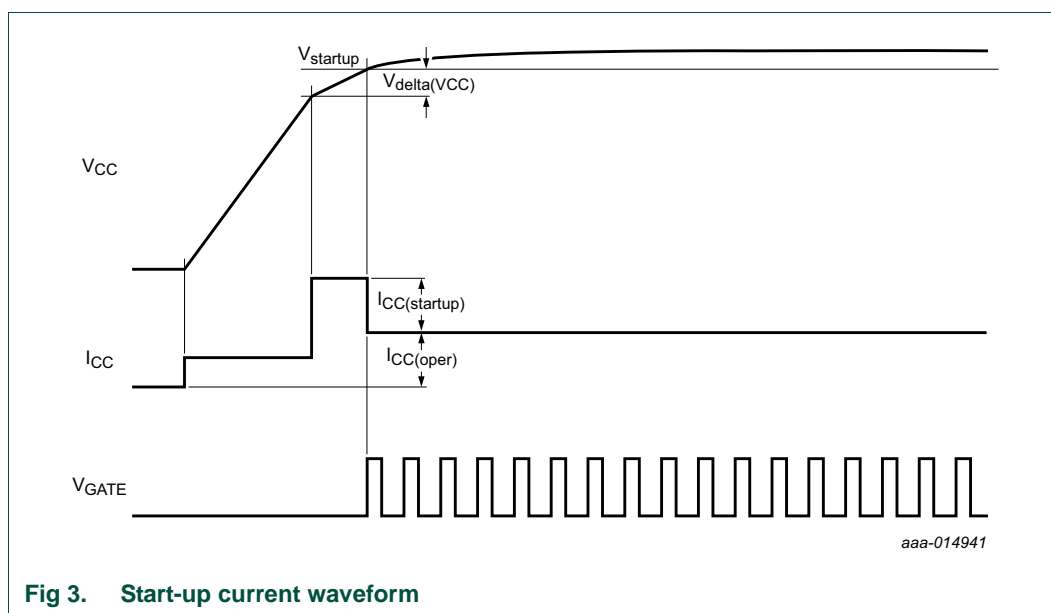 Vstartup
Vdelta(VCC)
VCC
ICC(startup)
ICC
ICC(oper)
VGATE
aaa-014941
Fig 3. Start-up current waveform